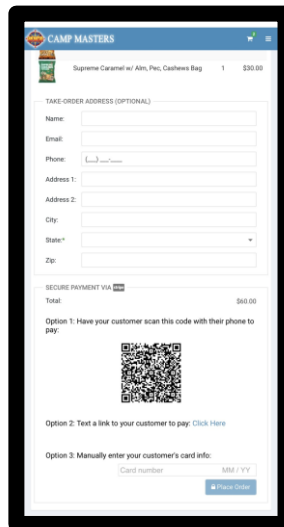 CAMP MASTERS
Supreme Caramel w/ Alm, Pec, Cashews Bag 1 $30.00
TAKE-ORDER ADDRESS (OPTIONAL)
Name:
Email:
Phone: (___) ___-____
Address 1:
Address 2:
City:
State:*
Zip:
SECURE PAYMENT VIA stripe
Total: $60.00
Option 1: Have your customer scan this code with their phone to
pay:
Option 2: Text a link to your customer to pay: Click Here
Option 3: Manually enter your customer's card info:
Card number MM / YY
Place Order